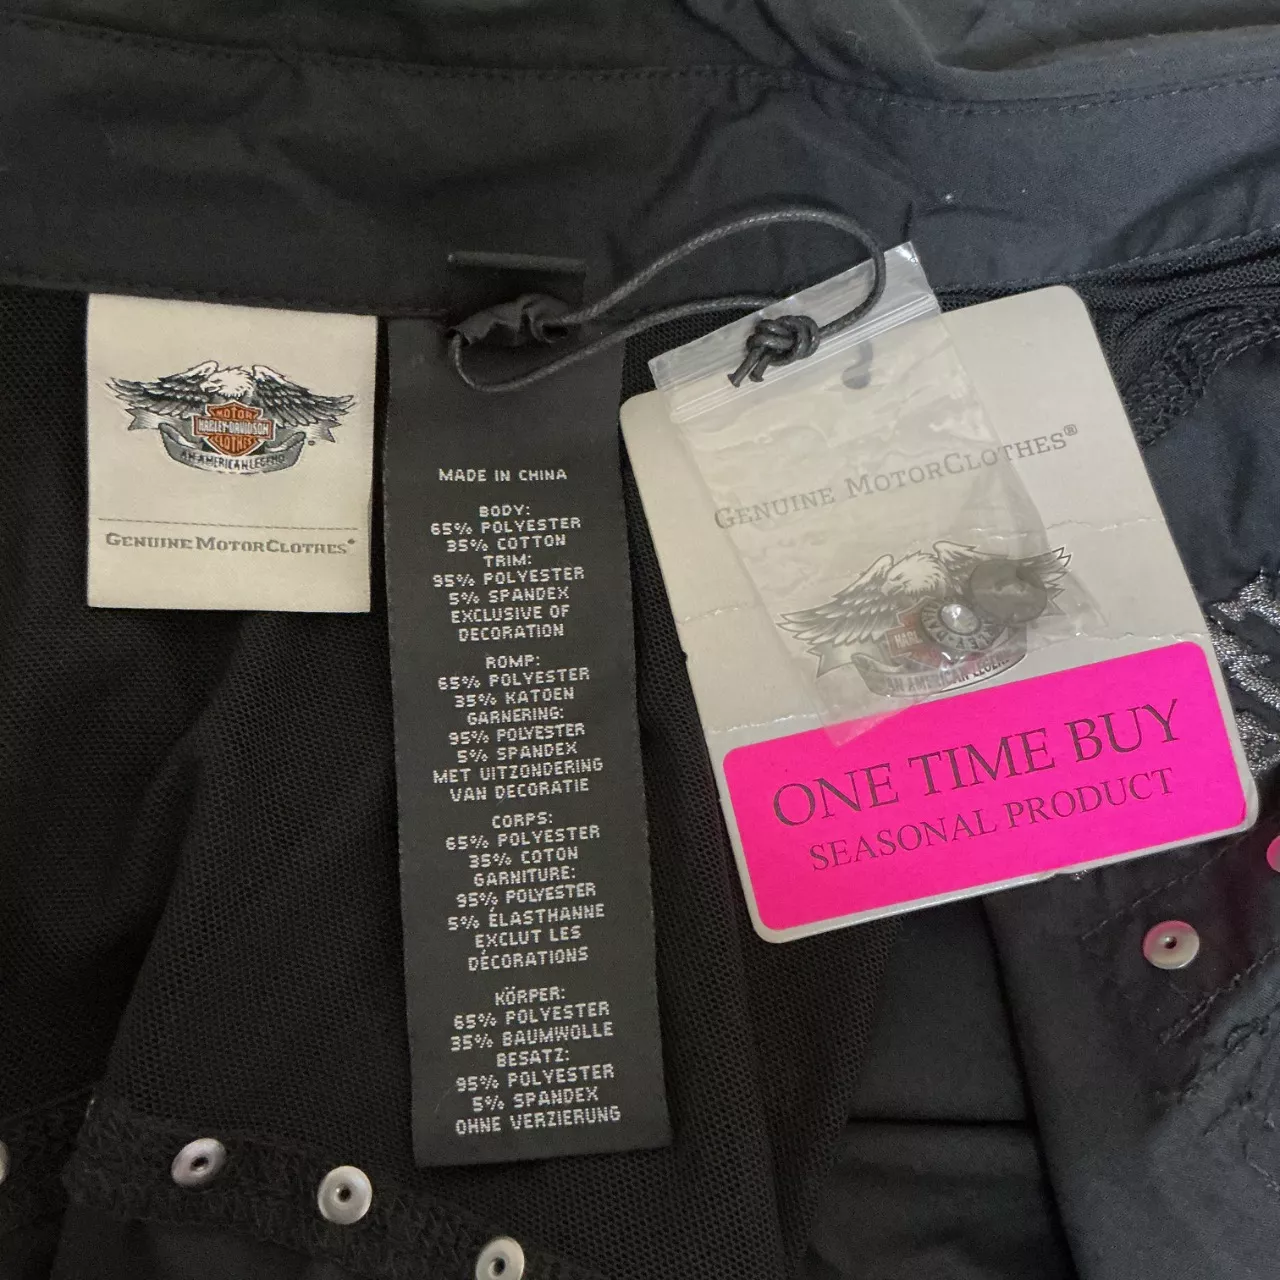 MOTOR
HARLEY-DAVIDSON
CLOTHES
AN AMERICAN LEGEND
GENUINE MOTORCLOTHES®
MADE IN CHINA
BODY:
65% POLYESTER
35% COTTON
TRIM:
95% POLYESTER
5% SPANDEX
EXCLUSIVE OF
DECORATION
ROMP:
65% POLYESTER
35% KATOEN
GARNERING:
95% POLYESTER
5% SPANDEX
MET UITZONDERING
VAN DECORATIE
CORPS:
65% POLYESTER
35% COTON
GARNITURE:
95% POLYESTER
5% ÉLASTHANNE
EXCLUT LES
DÉCORATIONS
KÖRPER:
65% POLYESTER
35% BAUMWOLLE
BESATZ:
95% POLYESTER
5% SPANDEX
OHNE VERZIERUNG
GENUINE MOTORCLOTHES®
AN AMERICAN LEGEND
ONE TIME BUY
SEASONAL PRODUCT